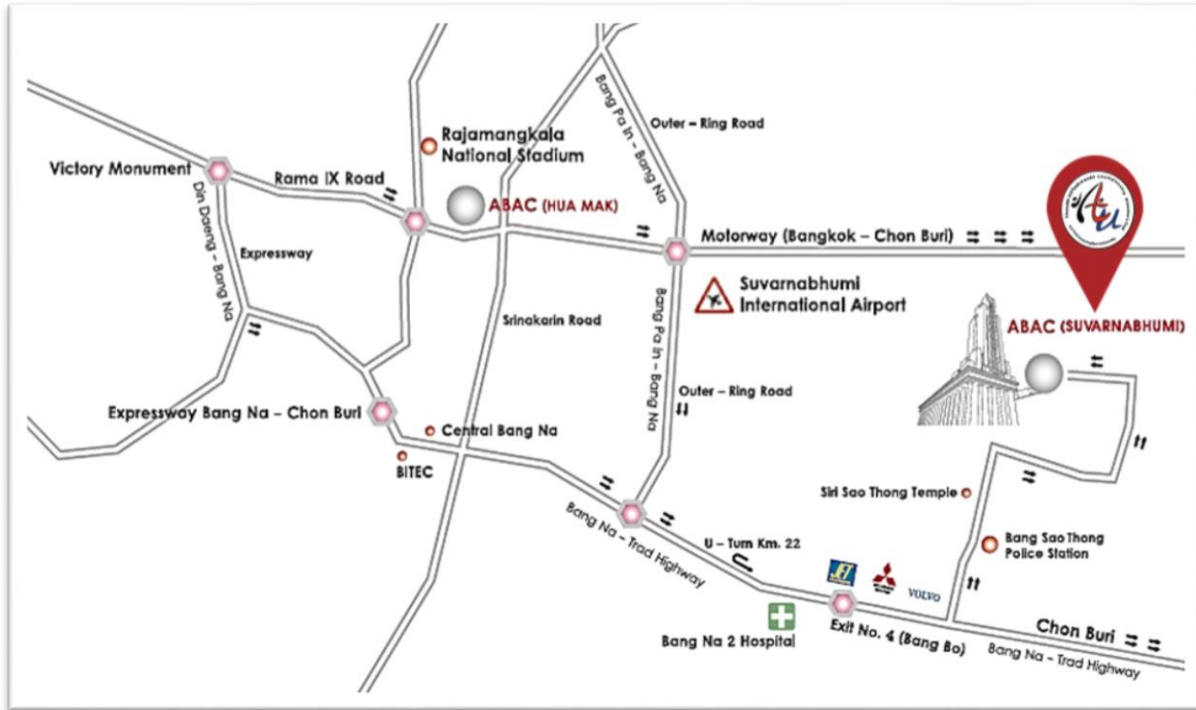 Bang Pa In – Bang Na
Outer – Ring Road
Rajamangkala
National Stadium
Victory Monument
Rama IX Road
ABAC (HUA MAK)
Motorway (Bangkok – Chon Buri)
Din Daeng – Bang Na
Expressway
Suvarnabhumi
International Airport
Srinakarin Road
Bang Pa In – Bang Na
AU
ABAC (SUVARNABHUMI)
Outer – Ring Road
Expressway Bang Na – Chon Buri
Central Bang Na
BITEC
Siri Sao Thong Temple
Bang Na – Trad Highway
U – Turn Km. 22
Bang Sao Thong
Police Station
JET
VOLVO
Bang Na 2 Hospital
Exit No. 4 (Bang Bo)
Chon Buri
Bang Na – Trad Highway